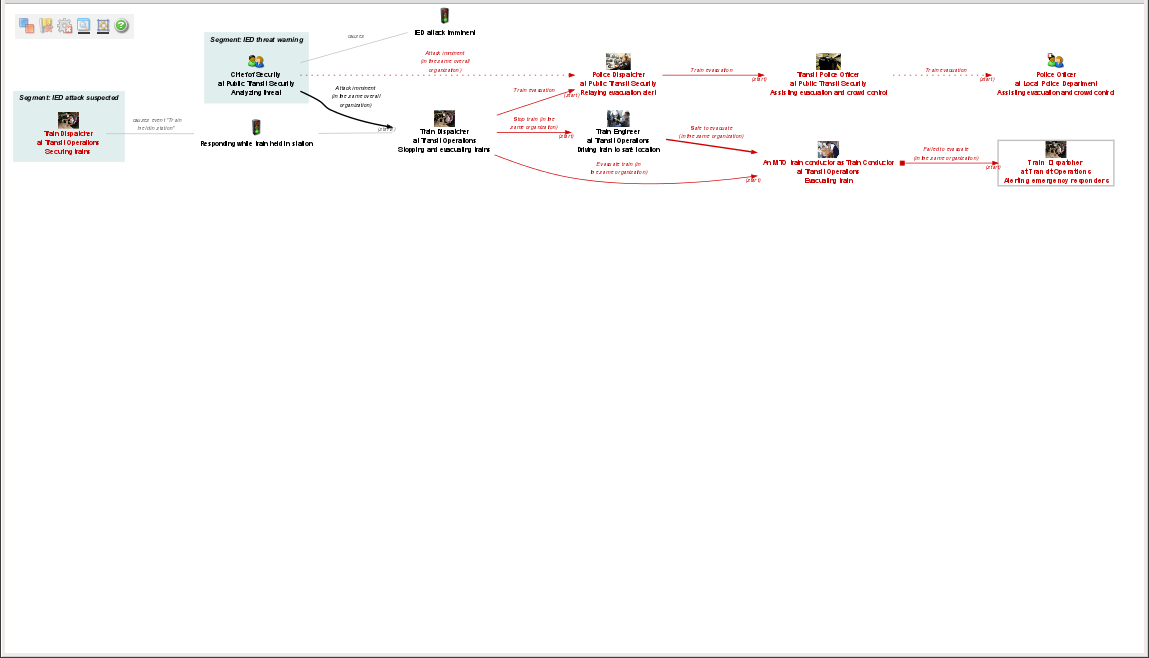 IED attack imminent
causes
Segment: IED threat warning
Chief of Security
at Public Transit Security
Analyzing threat
Attack imminent
(in the same overall
organization)
Attack imminent
(in the same overall
organization)
Police Dispatcher
at Public Transit Security
Relaying evacuation alert
Train evacuation
(start)
Transit Police Officer
at Public Transit Security
Assisting evacuation and crowd control
Train evacuation
(start)
Police Officer
at Local Police Department
Assisting evacuation and crowd control
Segment: IED attack suspected
Train Dispatcher
at Transit Operations
Securing trains
causes event "Train
held in station"
Responding while train held in station
(start)
Train Dispatcher
at Transit Operations
Stopping and evacuating trains
Train evacuation
(start)
Stop train (in the
same organization)
(start)
Train Engineer
at Transit Operations
Driving train to safe location
Safe to evacuate
(in the same organization)
Evacuate train (in
the same organization)
(start)
An MTO train conductor as Train Conductor
at Transit Operations
Evacuating train
Failed to evacuate
(in the same organization)
(start)
Train Dispatcher
at Transit Operations
Alerting emergency responders